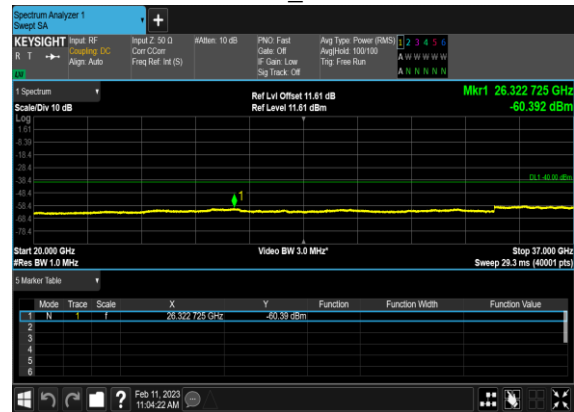 Spectrum Analyzer 1
Swept SA
+
KEYSIGHT Input: RF Input Z: 50 Ω #Atten: 10 dB PNO: Fast Avg Type: Power (RMS) 1 2 3 4 5 6
R T Coupling: DC Corr CCorr Gate: Off Avg|Hold: 100/100 A W W W W W
Align: Auto Freq Ref: Int (S) IF Gain: Low Trig: Free Run
Sig Track: Off A N N N N N
1 Spectrum Ref Lvl Offset 11.61 dB Mkr1 26.322 725 GHz
Scale/Div 10 dB Ref Level 11.61 dBm -60.392 dBm
Log
1.61
-8.39
-18.4
-28.4
-38.4 DL1 -40.00 dBm
-48.4
1
-58.4
-68.4
-78.4
Start 20.000 GHz Video BW 3.0 MHz* Stop 37.000 GHz
#Res BW 1.0 MHz Sweep 29.3 ms (40001 pts)
5 Marker Table
Mode Trace Scale X Y Function Function Width Function Value
1 N 1 f 26.322 725 GHz -60.39 dBm
2
3
4
5
6
? Feb 11, 2023
11:04:22 AM